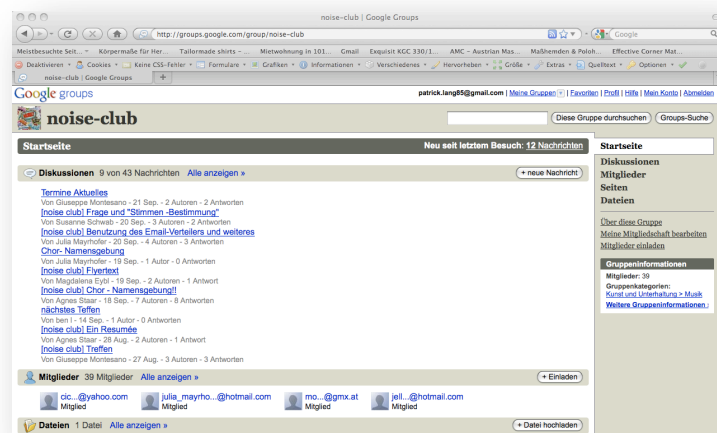 noise-club | Google Groups
http://groups.google.com/group/noise-club
Google
Meistbesuchte Seit... Körpermaße für Her... Tailormade shirts – ... Mietwohnung in 101... Gmail Exquisit KGC 330/1... AMC – Austrian Mas... Maßhemden & Poloh... Effective Corner Mat...
Deaktivieren Cookies Keine CSS-Fehler Formulare Grafiken Informationen Verschiedenes Hervorheben Größe Extras Quelltext Optionen
noise-club | Google Groups
Google groups
patrick.lang85@gmail.com | Meine Gruppen | Favoriten | Profil | Hilfe | Mein Konto | Abmelden
noise-club
Diese Gruppe durchsuchen Groups-Suche
Startseite
Neu seit letztem Besuch: 12 Nachrichten
Diskussionen 9 von 43 Nachrichten Alle anzeigen »
+ neue Nachricht
Termine Aktuelles
Von Giuseppe Montesano - 21 Sep. - 2 Autoren - 2 Antworten
[noise club] Frage und "Stimmen -Bestimmung"
Von Susanne Schwab - 20 Sep. - 3 Autoren - 2 Antworten
[noise club] Benutzung des Email-Verteilers und weiteres
Von Julia Mayrhofer - 20 Sep. - 4 Autoren - 3 Antworten
Chor- Namensgebung
Von Julia Mayrhofer - 19 Sep. - 1 Autor - 0 Antworten
[noise club] Flyertext
Von Magdalena Eybl - 19 Sep. - 2 Autoren - 1 Antwort
[noise club] Chor - Namensgebung!!
Von Agnes Staar - 18 Sep. - 7 Autoren - 8 Antworten
nächstes Teffen
Von ben l - 14 Sep. - 1 Autor - 0 Antworten
[noise club] Ein Resumée
Von Agnes Staar - 28 Aug. - 2 Autoren - 1 Antwort
[noise club] Treffen
Von Giuseppe Montesano - 27 Aug. - 3 Autoren - 3 Antworten
Mitglieder 39 Mitglieder Alle anzeigen »
+ Einladen
cic...@yahoo.com julia_mayrho...@hotmail.com mo...@gmx.at jell...@hotmail.com
Mitglied Mitglied Mitglied Mitglied
Dateien 1 Datei Alle anzeigen »
+ Datei hochladen
Startseite
Diskussionen
Mitglieder
Seiten
Dateien
Über diese Gruppe
Meine Mitgliedschaft bearbeiten
Mitglieder einladen
Gruppeninformationen
Mitglieder: 39
Gruppenkategorien:
Kunst und Unterhaltung > Musik
Weitere Gruppeninformationen